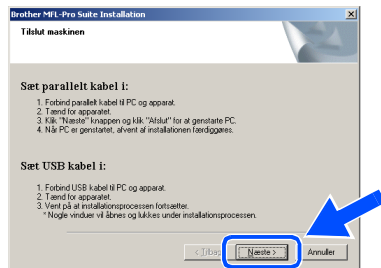 Brother MFL-Pro Suite Installation
Tilslut maskinen
Sæt parallelt kabel i:
1. Forbind parallelt kabel til PC og apparat.
2. Tænd for apparatet.
3. Klik "Næste" knappen og klik "Afslut" for at genstarte PC.
4. Når PC er genstartet, afvent at installationen færdiggøres.
Sæt USB kabel i:
1. Forbind USB kabel til PC og apparat.
2. Tænd for apparatet.
3. Vent på at installationsprocessen fortsætter.
* Nogle vinduer vil åbnes og lukkes under installationsprocessen.
Næste > Annuller